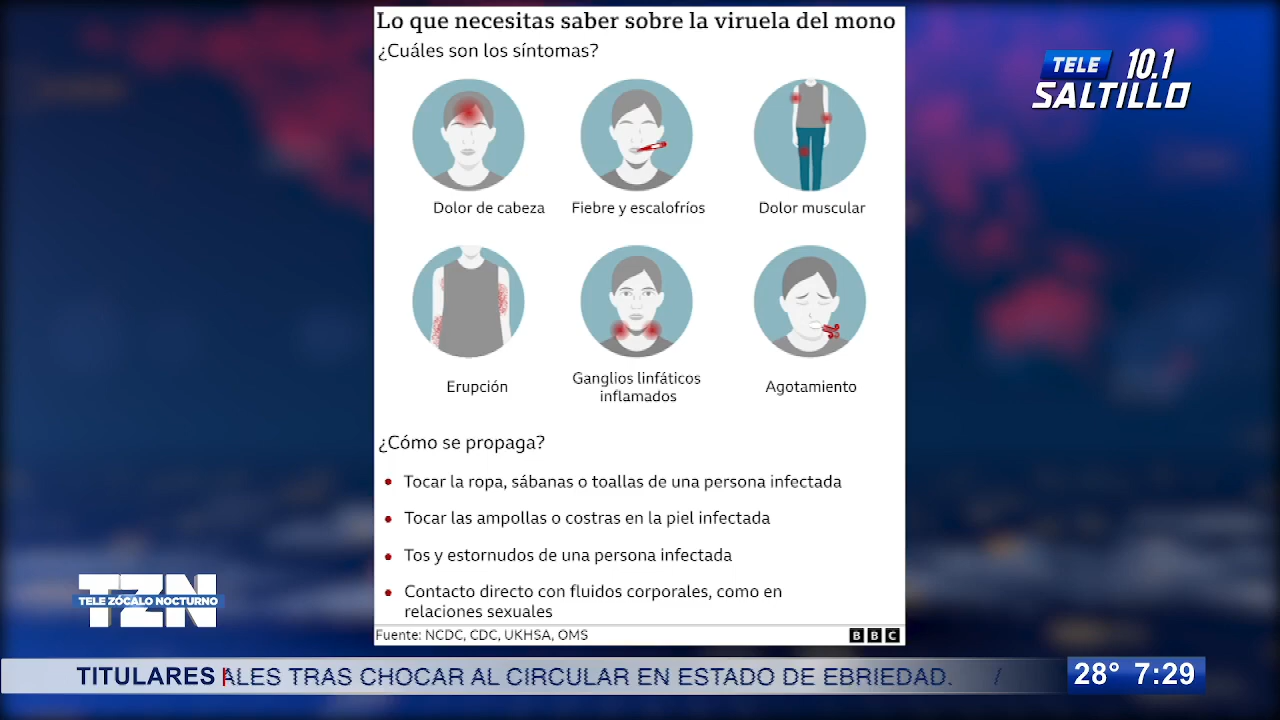 Lo que necesitas saber sobre la viruela del mono
¿Cuáles son los síntomas?
TELE 10.1
SALTILLO
Dolor de cabeza
Fiebre y escalofríos
Dolor muscular
Erupción
Ganglios linfáticos
inflamados
Agotamiento
¿Cómo se propaga?
Tocar la ropa, sábanas o toallas de una persona infectada
Tocar las ampollas o costras en la piel infectada
Tos y estornudos de una persona infectada
Contacto directo con fluidos corporales, como en
relaciones sexuales
TZN
TELE ZÓCALO NOCTURNO
Fuente: NCDC, CDC, UKHSA, OMS
BBC
TITULARES ALES TRAS CHOCAR AL CIRCULAR EN ESTADO DE EBRIEDAD. /
28° 7:29